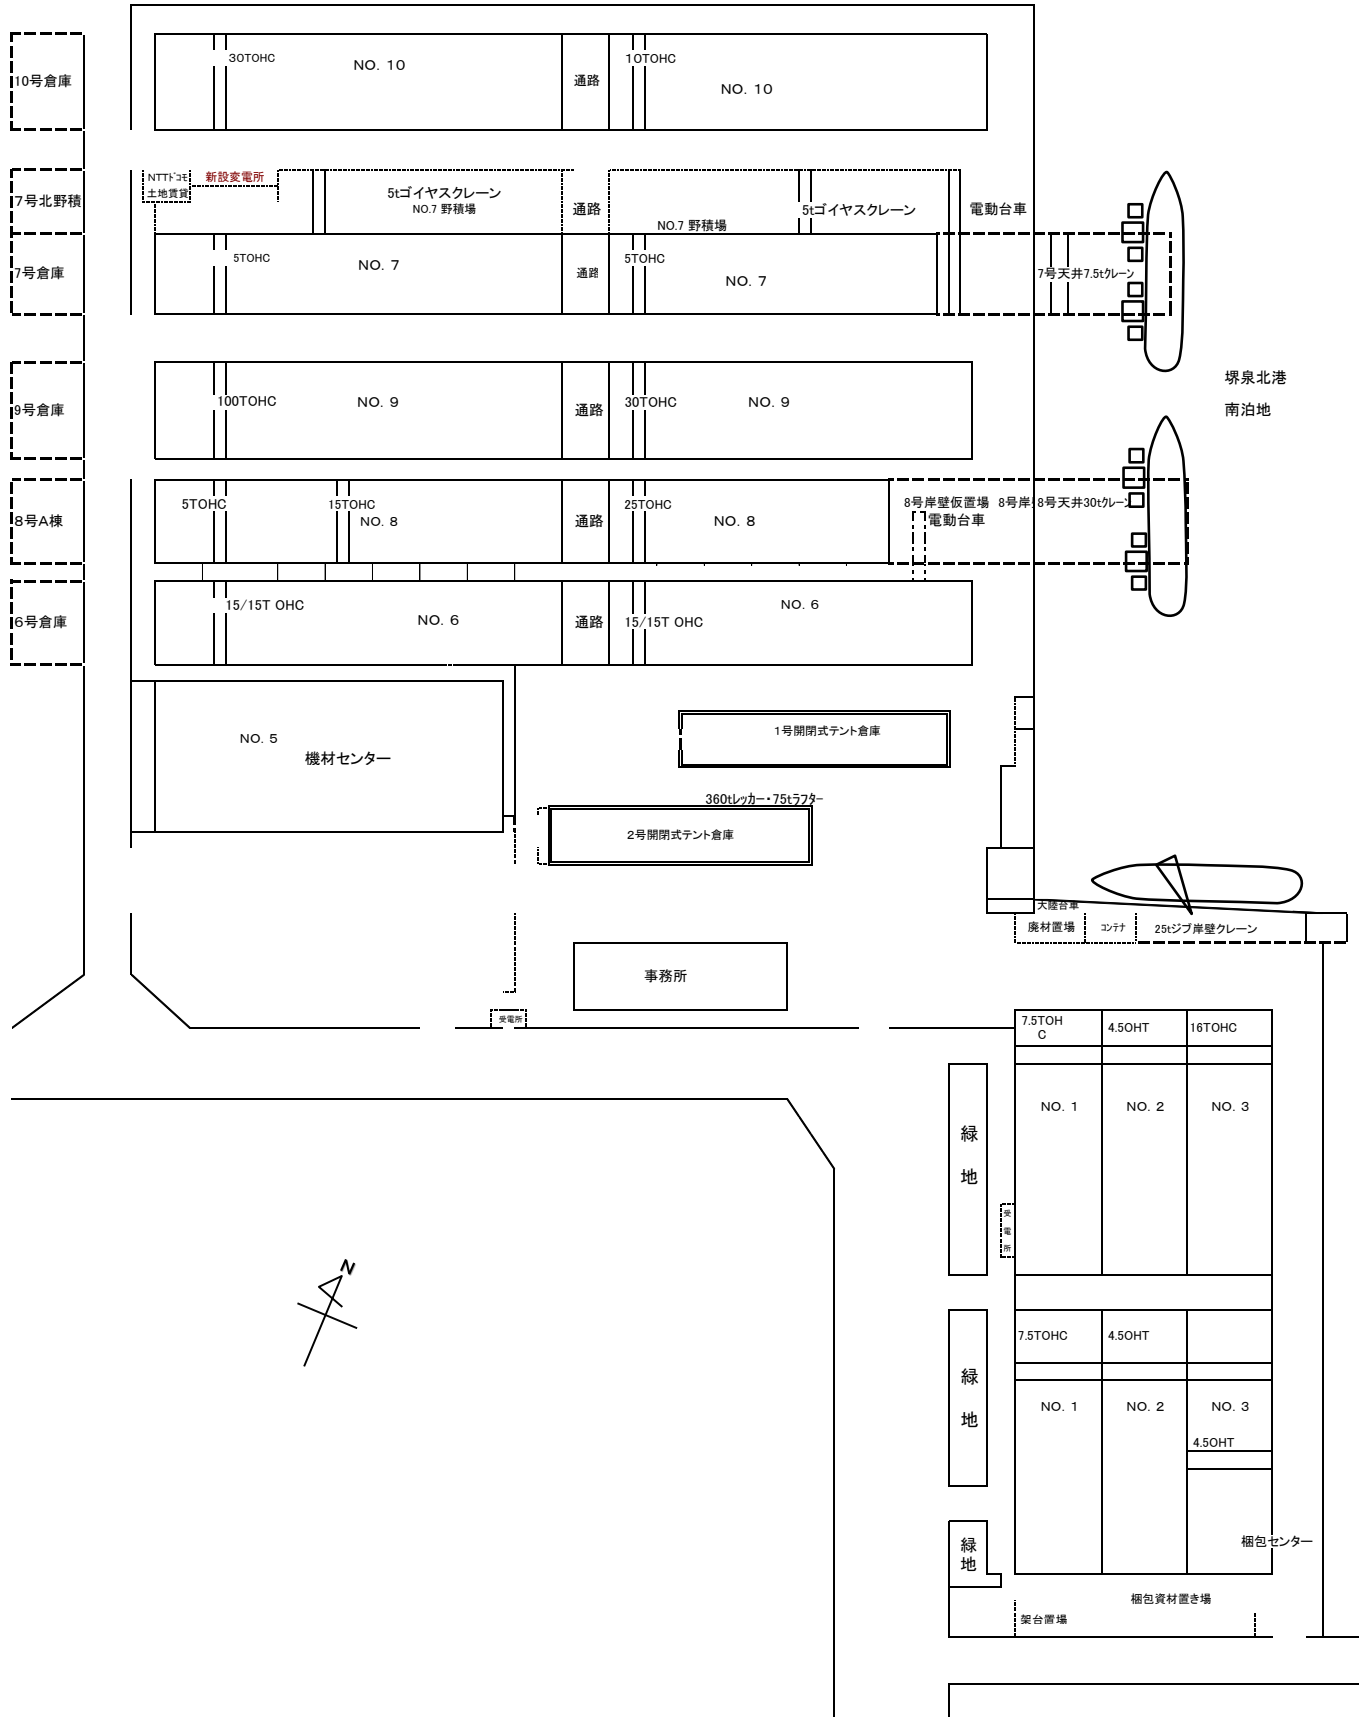 10号倉庫
30TOHC
NO. 10
通路
10TOHC
NO. 10
7号北野積
NTTドコモ
土地賃貸
新設変電所
5tゴイヤスクレーン
NO.7 野積場
通路
NO.7 野積場
5tゴイヤスクレーン
電動台車
7号倉庫
5TOHC
NO. 7
通路
5TOHC
NO. 7
7号天井7.5tクレーン
堺泉北港
南泊地
9号倉庫
100TOHC
NO. 9
通路
30TOHC
NO. 9
8号A棟
5TOHC
15TOHC
NO. 8
通路
25TOHC
NO. 8
8号岸壁仮置場
8号岸
8号天井30tクレーン
電動台車
6号倉庫
15/15T OHC
NO. 6
通路
15/15T OHC
NO. 6
NO. 5
機材センター
1号開閉式テント倉庫
360tレッカー・75tラフター
2号開閉式テント倉庫
大陸台車
廃材置場
コンテナ
25tジブ岸壁クレーン
事務所
受電所
7.5TOH
C
4.5OHT
16TOHC
NO. 1
NO. 2
NO. 3
緑
地
受
電
所
N
7.5TOHC
4.5OHT
緑
地
NO. 1
NO. 2
NO. 3
4.5OHT
緑
地
梱包センター
梱包資材置き場
架台置場